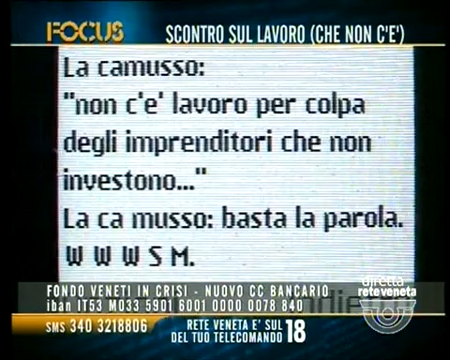 FOCUS SCONTRO SUL LAVORO (CHE NON C'E')
La camusso:
"non c'e' lavoro per colpa
degli imprenditori che non
investono..."
La ca musso: basta la parola.
W W W S M.
FONDO VENETI IN CRISI - NUOVO CC BANCARIO
iban IT53 M033 5901 6001 0000 0078 840
diretta
reteveneta
SMS 340 3218806
RETE VENETA E' SUL
DEL TUO TELECOMANDO 18